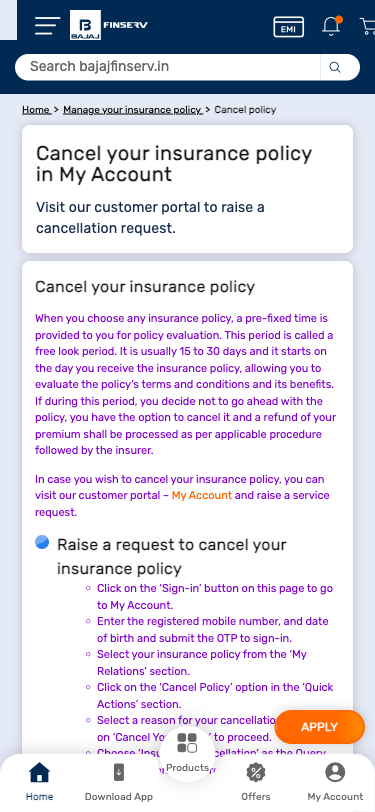 BAJAJ
FINSERV
EMI
Search bajajfinserv.in
Home > Manage your insurance policy > Cancel policy
Cancel your insurance policy
in My Account
Visit our customer portal to raise a
cancellation request.
Cancel your insurance policy
When you choose any insurance policy, a pre-fixed time is
provided to you for policy evaluation. This period is called a
free look period. It is usually 15 to 30 days and it starts on
the day you receive the insurance policy, allowing you to
evaluate the policy's terms and conditions and its benefits.
If during this period, you decide not to go ahead with the
policy, you have the option to cancel it and a refund of your
premium shall be processed as per applicable procedure
followed by the insurer.
In case you wish to cancel your insurance policy, you can
visit our customer portal – My Account and raise a service
request.
Raise a request to cancel your
insurance policy
Click on the 'Sign-in' button on this page to go
to My Account.
Enter the registered mobile number, and date
of birth and submit the OTP to sign-in.
Select your insurance policy from the 'My
Relations' section.
Click on the 'Cancel Policy' option in the 'Quick
Actions' section.
Select a reason for your cancellatio
on 'Cancel Yo to proceed.
APPLY
Choose as the Query
Home
Download App
Products
Offers
My Account